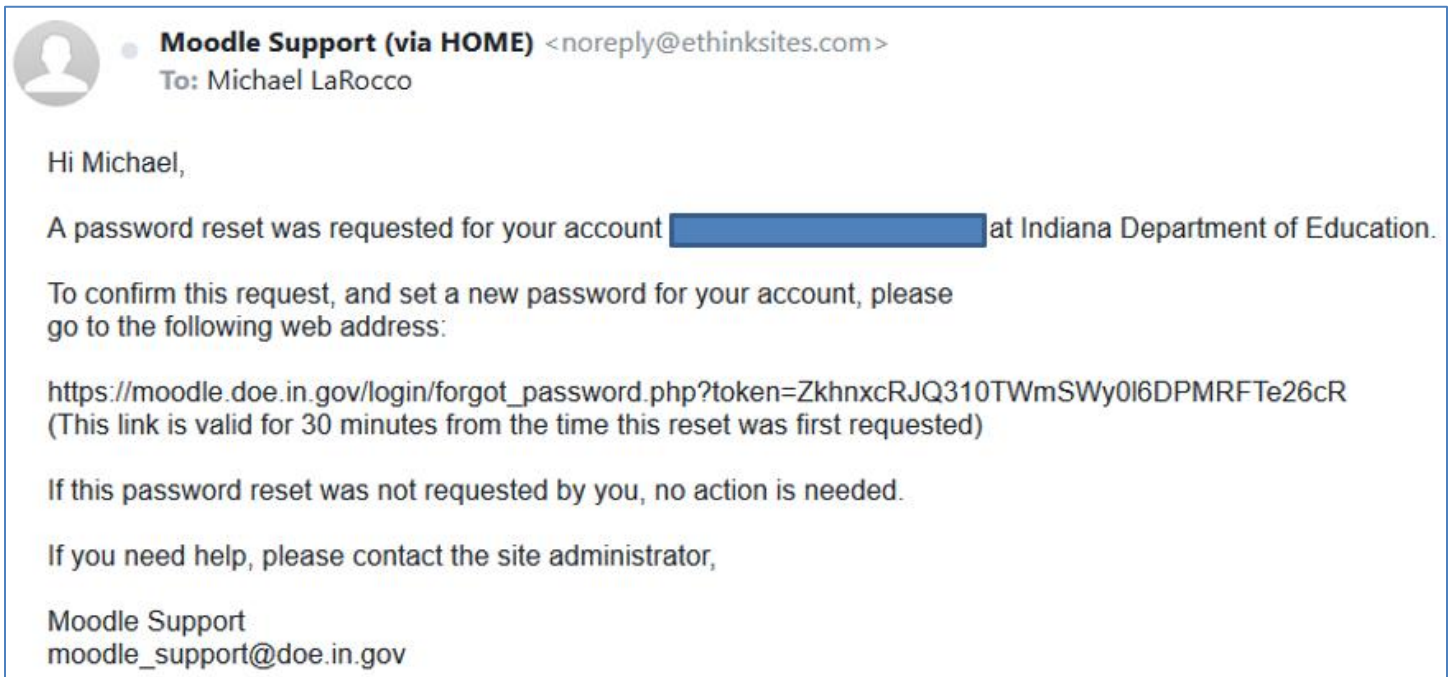 Moodle Support (via HOME) <noreply@ethinksites.com>
To: Michael LaRocco
Hi Michael,
A password reset was requested for your account at Indiana Department of Education.
To confirm this request, and set a new password for your account, please
go to the following web address:
https://moodle.doe.in.gov/login/forgot_password.php?token=ZkhnxcRJQ310TWmSWy0l6DPMRFTe26cR
(This link is valid for 30 minutes from the time this reset was first requested)
If this password reset was not requested by you, no action is needed.
If you need help, please contact the site administrator,
Moodle Support
moodle_support@doe.in.gov